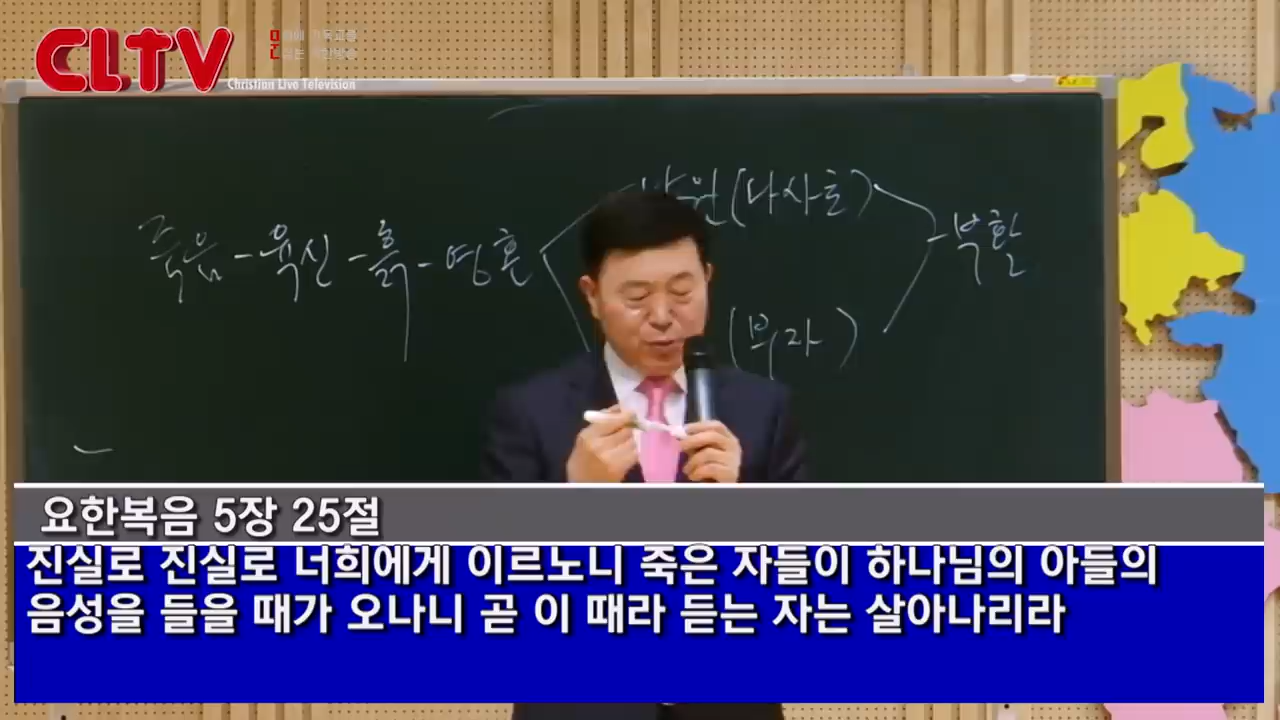 CLTV
Christian Live Television
죽음 - 육신 - 흙 - 영혼
원(나사로)
(부자)
부활
요한복음 5장 25절
진실로 진실로 너희에게 이르노니 죽은 자들이 하나님의 아들의
음성을 들을 때가 오나니 곧 이 때라 듣는 자는 살아나리라